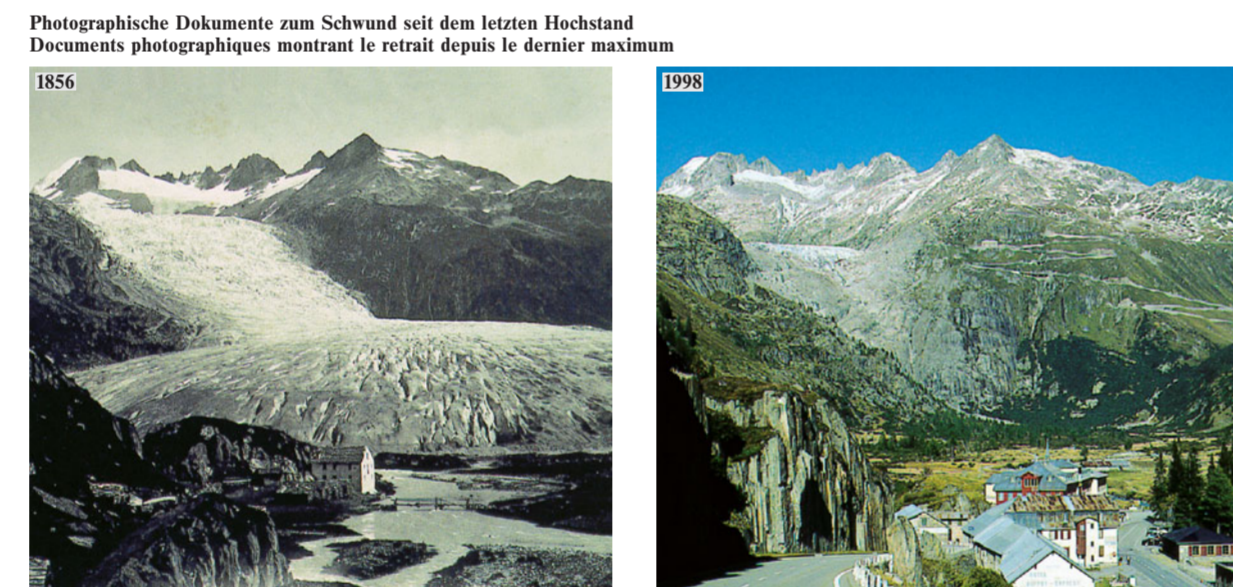 Photographische Dokumente zum Schwund seit dem letzten Hochstand
Documents photographiques montrant le retrait depuis le dernier maximum
1856
1998